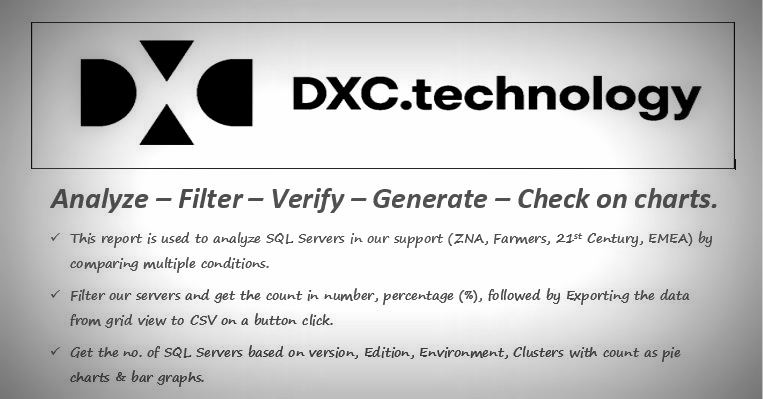 DXC.technology
Analyze – Filter – Verify – Generate – Check on charts.
✓ This report is used to analyze SQL Servers in our support (ZNA, Farmers, 21st Century, EMEA) by
comparing multiple conditions.
✓ Filter our servers and get the count in number, percentage (%), followed by Exporting the data
from grid view to CSV on a button click.
✓ Get the no. of SQL Servers based on version, Edition, Environment, Clusters with count as pie
charts & bar graphs.